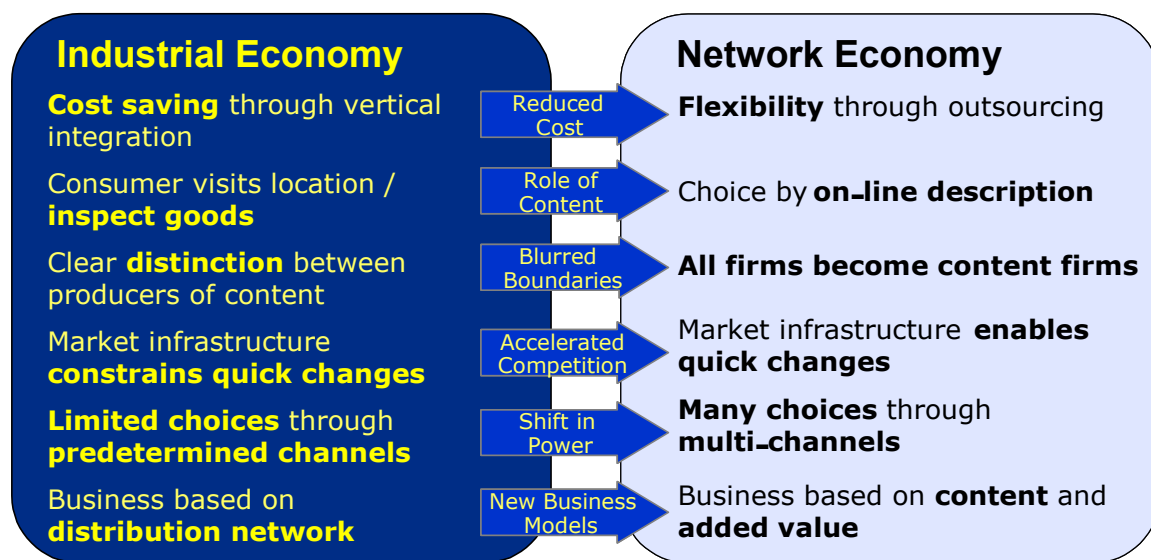 Industrial Economy
Network Economy
Cost saving through vertical
integration
Reduced
Cost
Flexibility through outsourcing
Consumer visits location /
inspect goods
Role of
Content
Choice by on-line description
Clear distinction between
producers of content
Blurred
Boundaries
All firms become content firms
Market infrastructure
constrains quick changes
Accelerated
Competition
Market infrastructure enables
quick changes
Limited choices through
predetermined channels
Shift in
Power
Many choices through
multi-channels
Business based on
distribution network
New Business
Models
Business based on content and
added value